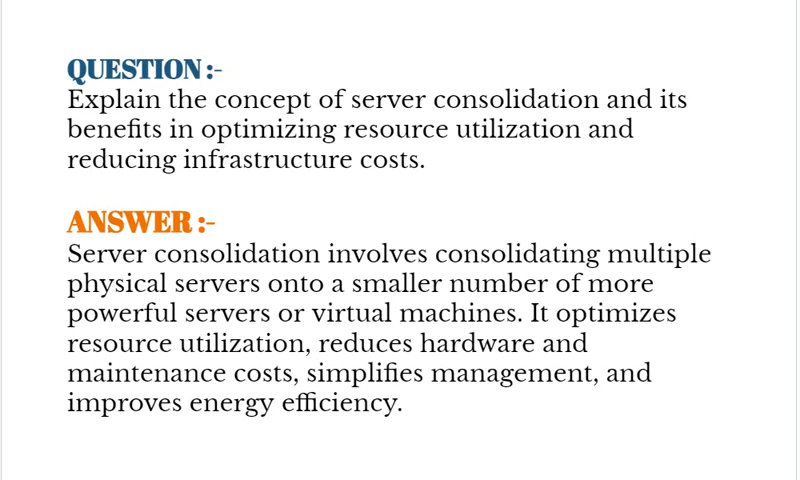 QUESTION :-
Explain the concept of server consolidation and its
benefits in optimizing resource utilization and
reducing infrastructure costs.
ANSWER :-
Server consolidation involves consolidating multiple
physical servers onto a smaller number of more
powerful servers or virtual machines. It optimizes
resource utilization, reduces hardware and
maintenance costs, simplifies management, and
improves energy efficiency.